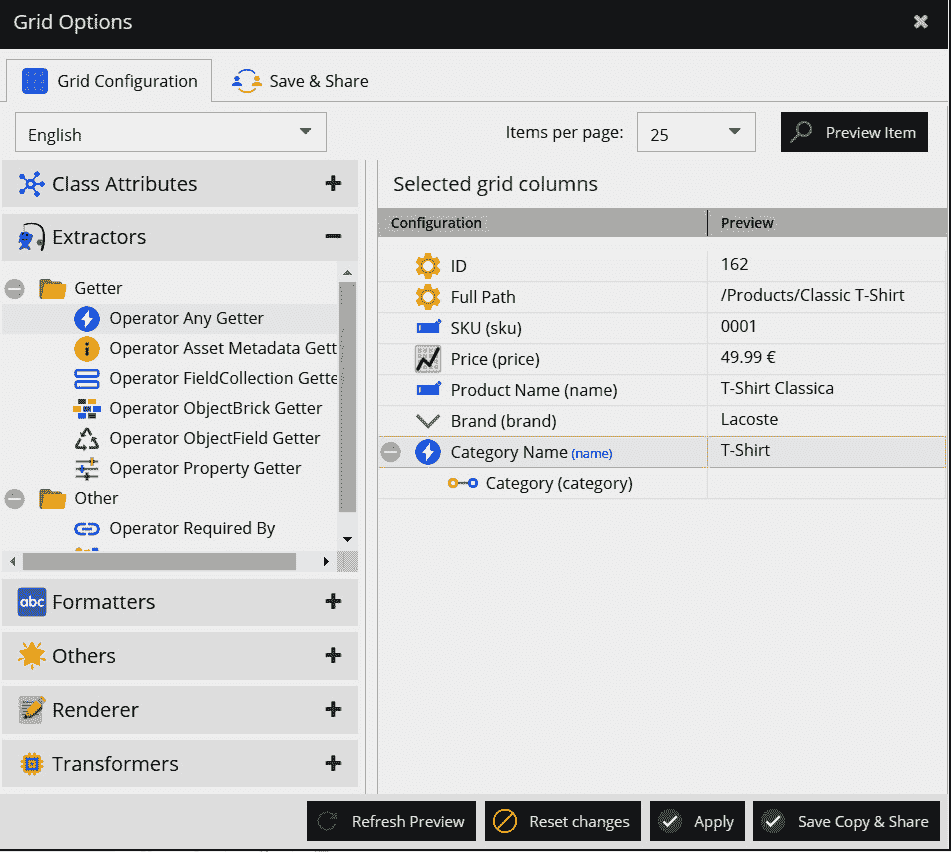 Grid Options
Grid Configuration
Save & Share
English
Items per page:
25
Preview Item
Class Attributes
Extractors
Getter
Operator Any Getter
Operator Asset Metadata Gett
Operator FieldCollection Gette
Operator ObjectBrick Getter
Operator ObjectField Getter
Operator Property Getter
Other
Operator Required By
abc Formatters
Others
Renderer
Transformers
Selected grid columns
Configuration Preview
ID 162
Full Path /Products/Classic T-Shirt
SKU (sku) 0001
Price (price) 49.99 €
Product Name (name) T-Shirt Classica
Brand (brand) Lacoste
Category Name (name) T-Shirt
Category (category)
Refresh Preview
Reset changes
Apply
Save Copy & Share